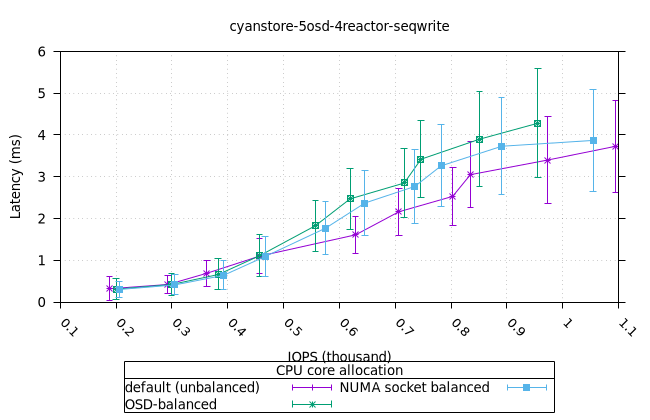 cyanstore-5osd-4reactor-seqwrite
6
5
4
3
2
1
0
Latency (ms)
0.1 0.2 0.3 0.4 0.5 0.6 0.7 0.8 0.9 1 1.1
IOPS (thousand)
CPU core allocation
default (unbalanced) NUMA socket balanced
OSD-balanced